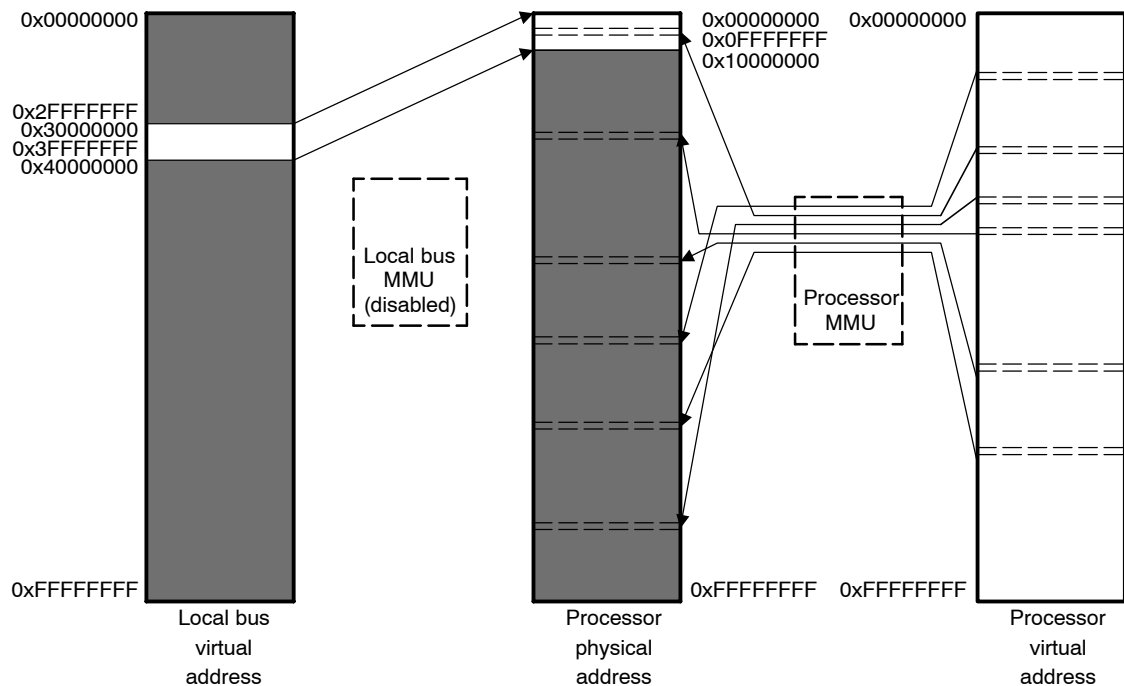 0x00000000
0x2FFFFFFF
0x30000000
0x3FFFFFFF
0x40000000
0xFFFFFFFF
Local bus
virtual
address
Local bus
MMU
(disabled)
0x00000000
0x0FFFFFFF
0x10000000
0xFFFFFFFF
Processor
physical
address
Processor
MMU
0x00000000
0xFFFFFFFF
Processor
virtual
address